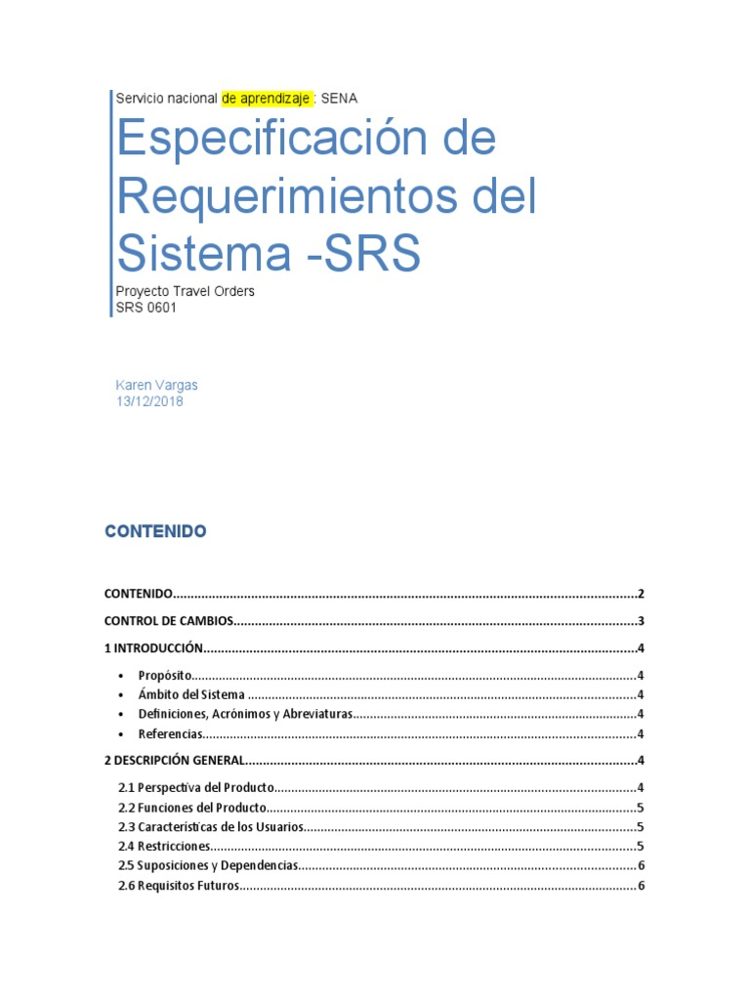 Servicio nacional de aprendizaje : SENA
Especificación de
Requerimientos del
Sistema -SRS
Proyecto Travel Orders
SRS 0601
Karen Vargas
13/12/2018
CONTENIDO
CONTENIDO....................................................................................................................................2
CONTROL DE CAMBIOS..................................................................................................................3
1 INTRODUCCIÓN...........................................................................................................................4
• Propósito....................................................................................................................................4
• Ámbito del Sistema ...................................................................................................................4
• Definiciones, Acrónimos y Abreviaturas....................................................................................4
• Referencias.................................................................................................................................4
2 DESCRIPCIÓN GENERAL...............................................................................................................4
2.1 Perspectiva del Producto...........................................................................................................4
2.2 Funciones del Producto.............................................................................................................5
2.3 Características de los Usuarios..................................................................................................5
2.4 Restricciones..............................................................................................................................5
2.5 Suposiciones y Dependencias....................................................................................................6
2.6 Requisitos Futuros.....................................................................................................................6